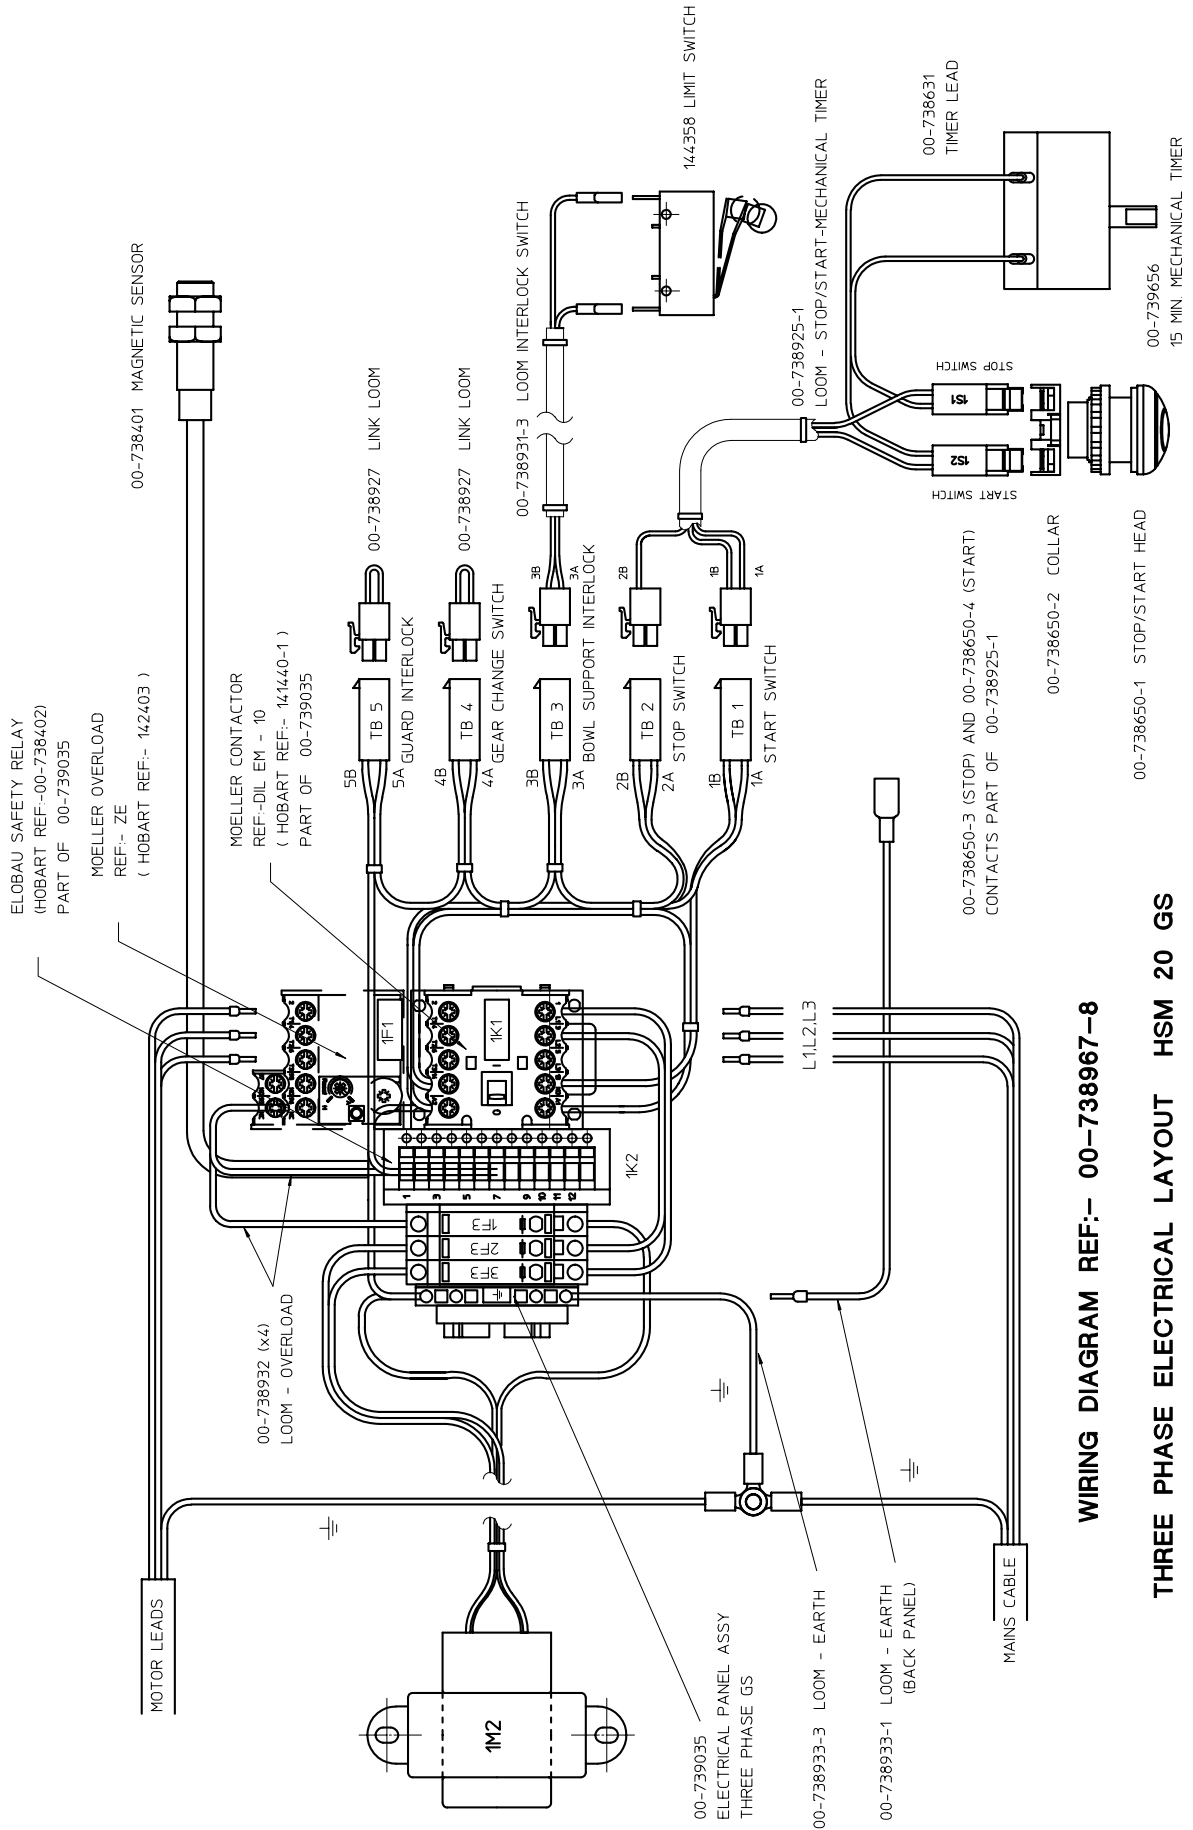 ELOBAU SAFETY RELAY
(HOBART REF:-00-738402)
PART OF 00-739035
MOELLER OVERLOAD
REF:- ZE
( HOBART REF:- 142403 )
MOELLER CONTACTOR
REF:-DIL EM - 10
( HOBART REF:- 141440-1 )
PART OF 00-739035
00-738401 MAGNETIC SENSOR
00-738927 LINK LOOM
00-738927 LINK LOOM
00-738931-3 LOOM INTERLOCK SWITCH
144358 LIMIT SWITCH
00-738925-1
LOOM - STOP/START-MECHANICAL TIMER
00-738631
TIMER LEAD
00-739656
15 MIN. MECHANICAL TIMER
STOP SWITCH
1S1
1S2
START SWITCH
00-738650-3 (STOP) AND 00-738650-4 (START)
CONTACTS PART OF 00-738925-1
00-738650-2 COLLAR
00-738650-1 STOP/START HEAD
5B
TB 5
5A
GUARD INTERLOCK
4B
TB 4
4A
GEAR CHANGE SWITCH
3B
TB 3
3A
BOWL SUPPORT INTERLOCK
3B
3A
2B
TB 2
2A
STOP SWITCH
2B
1B
TB 1
1A
START SWITCH
1B
1A
1F1
1K1
0
I
1K2
1
3
5
7
9
10
11
12
1F3
2F3
3F3
L1,L2,L3
00-738932 (x4)
LOOM - OVERLOAD
MOTOR LEADS
1M2
MAINS CABLE
00-739035
ELECTRICAL PANEL ASSY
THREE PHASE GS
00-738933-3 LOOM - EARTH
00-738933-1 LOOM - EARTH
(BACK PANEL)
WIRING DIAGRAM REF:- 00-738967-8
THREE PHASE ELECTRICAL LAYOUT HSM 20 GS